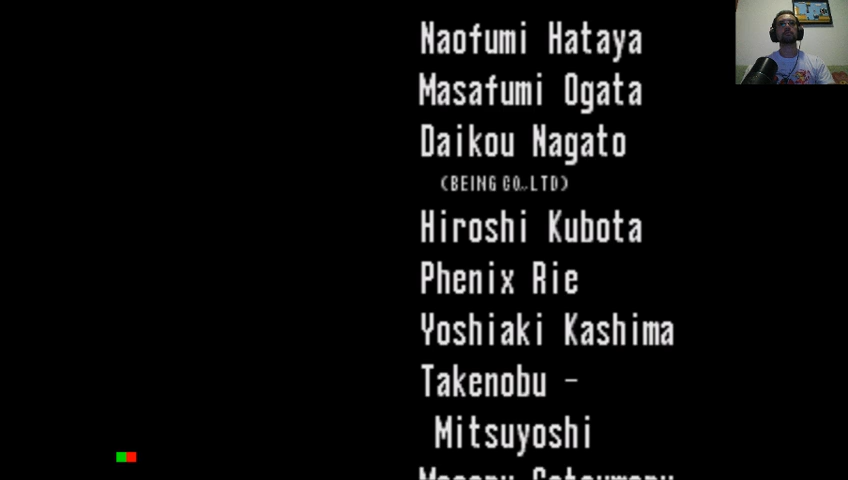 Naofumi Hataya
Masafumi Ogata
Daikou Nagato
(BEING CO.,LTD)
Hiroshi Kubota
Phenix Rie
Yoshiaki Kashima
Takenobu -
Mitsuyoshi